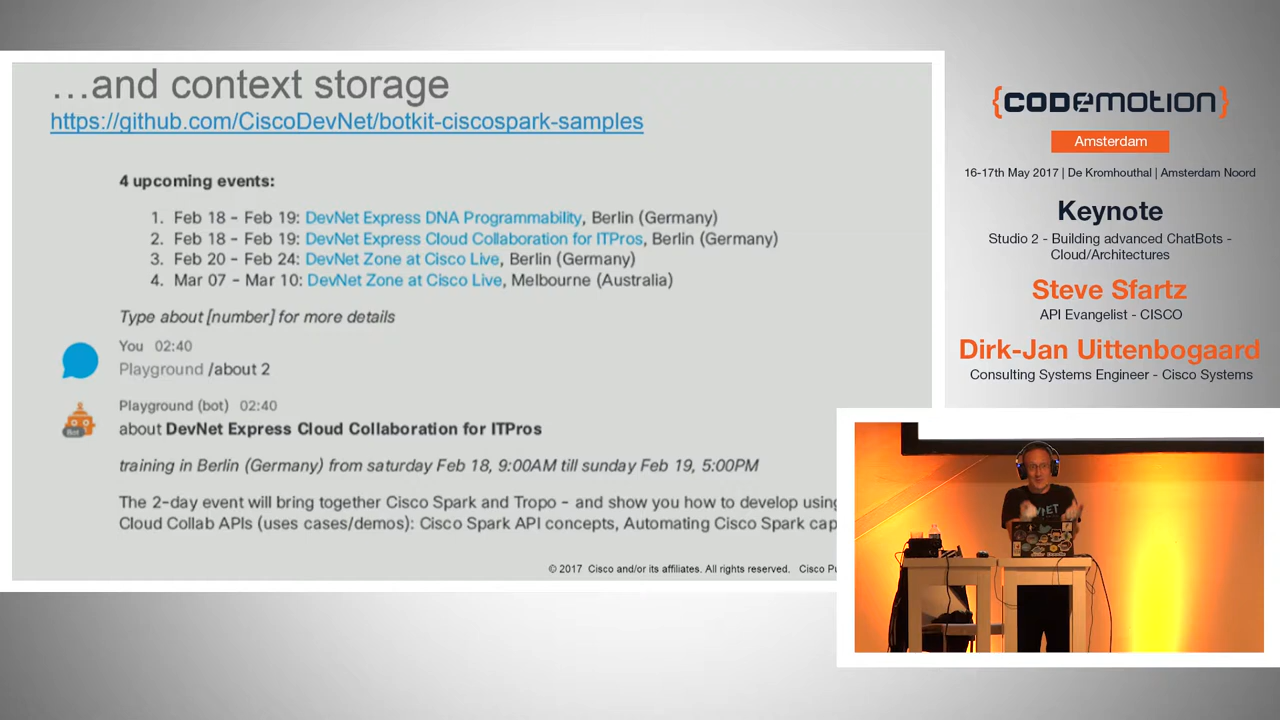 …and context storage
https://github.com/CiscoDevNet/botkit-ciscospark-samples
4 upcoming events:
1. Feb 18 – Feb 19: DevNet Express DNA Programmability, Berlin (Germany)
2. Feb 18 – Feb 19: DevNet Express Cloud Collaboration for ITPros, Berlin (Germany)
3. Feb 20 – Feb 24: DevNet Zone at Cisco Live, Berlin (Germany)
4. Mar 07 – Mar 10: DevNet Zone at Cisco Live, Melbourne (Australia)
Type about [number] for more details
You 02:40
Playground /about 2
Playground (bot) 02:40
Bot
about DevNet Express Cloud Collaboration for ITPros
training in Berlin (Germany) from saturday Feb 18, 9:00AM till sunday Feb 19, 5:00PM
The 2-day event will bring together Cisco Spark and Tropo – and show you how to develop using
Cloud Collab APIs (uses cases/demos): Cisco Spark API concepts, Automating Cisco Spark cap
© 2017 Cisco and/or its affiliates. All rights reserved. Cisco Pu
{CODEMOTION}
Amsterdam
16-17th May 2017 | De Kromhouthal | Amsterdam Noord
Keynote
Studio 2 - Building advanced ChatBots -
Cloud/Architectures
Steve Sfartz
API Evangelist - CISCO
Dirk-Jan Uittenbogaard
Consulting Systems Engineer - Cisco Systems